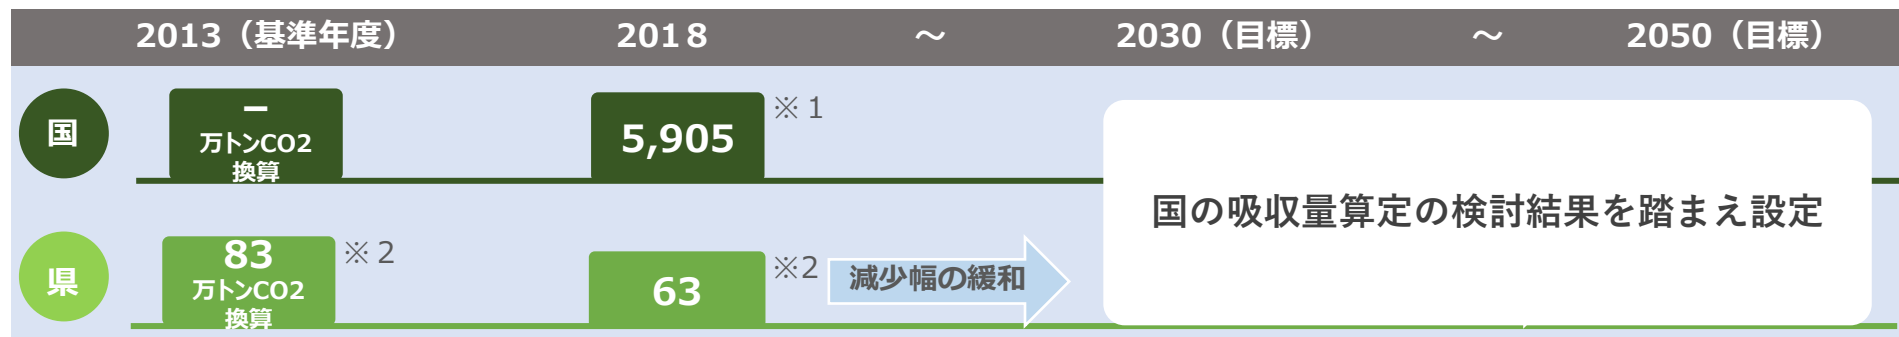 2013（基準年度） 2018 ～ 2030（目標） ～ 2050（目標）
国
－
万トンCO2
換算
5,905
※１
国の吸収量算定の検討結果を踏まえ設定
県
83
万トンCO2
換算
※２
63
※2
減少幅の緩和